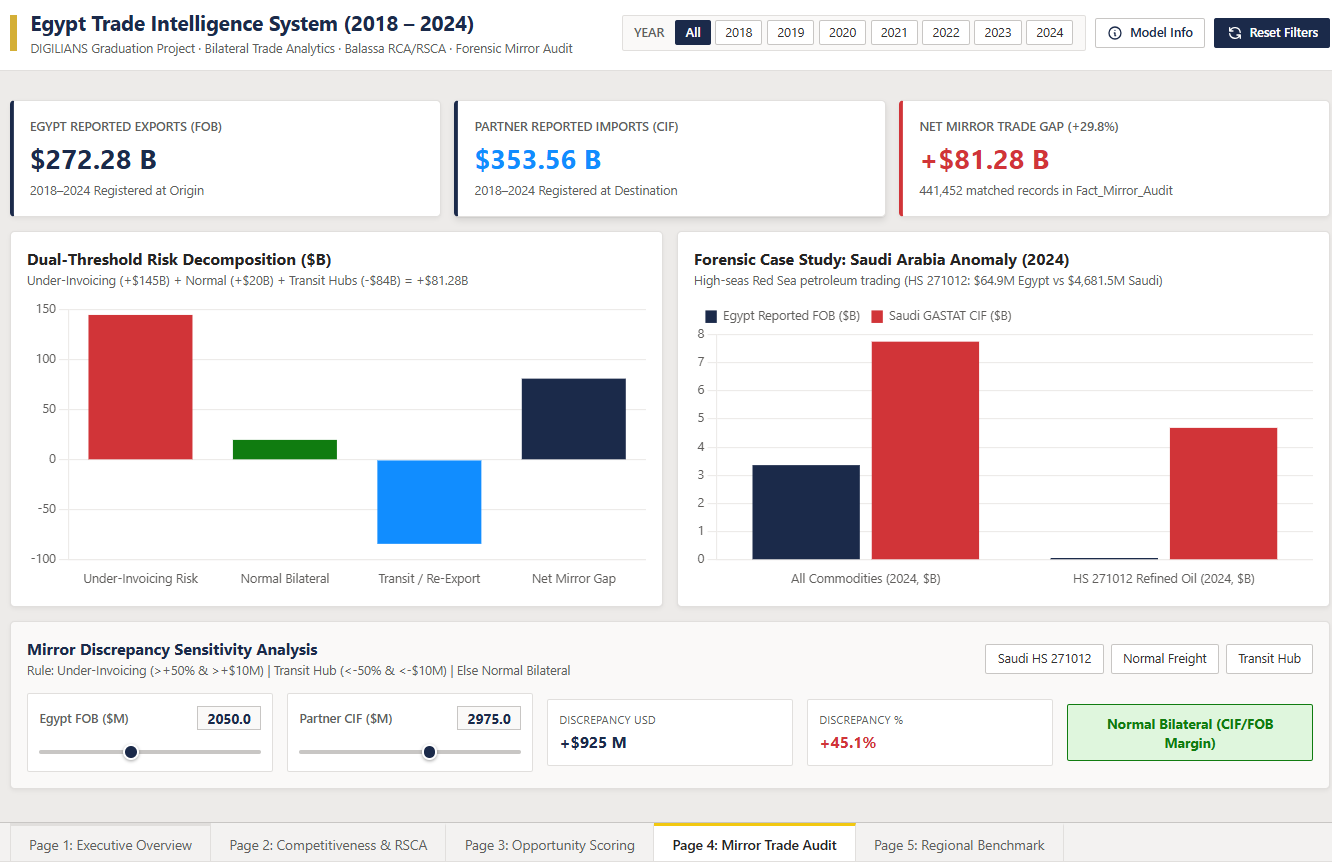 Egypt Trade Intelligence System (2018 – 2024)
DIGILIANS Graduation Project · Bilateral Trade Analytics · Balassa RCA/RSCA · Forensic Mirror Audit
YEAR All 2018 2019 2020 2021 2022 2023 2024
Model Info
Reset Filters
EGYPT REPORTED EXPORTS (FOB)
$272.28 B
2018–2024 Registered at Origin
PARTNER REPORTED IMPORTS (CIF)
$353.56 B
2018–2024 Registered at Destination
NET MIRROR TRADE GAP (+29.8%)
+$81.28 B
441,452 matched records in Fact_Mirror_Audit
Dual-Threshold Risk Decomposition ($B)
Under-Invoicing (+$145B) + Normal (+$20B) + Transit Hubs (-$84B) = +$81.28B
150
100
50
0
-50
-100
Under-Invoicing Risk
Normal Bilateral
Transit / Re-Export
Net Mirror Gap
Forensic Case Study: Saudi Arabia Anomaly (2024)
High-seas Red Sea petroleum trading (HS 271012: $64.9M Egypt vs $4,681.5M Saudi)
Egypt Reported FOB ($B)
Saudi GASTAT CIF ($B)
8
7
6
5
4
3
2
1
0
All Commodities (2024, $B)
HS 271012 Refined Oil (2024, $B)
Mirror Discrepancy Sensitivity Analysis
Rule: Under-Invoicing (>+50% & >+$10M) | Transit Hub (<-50% & <-$10M) | Else Normal Bilateral
Saudi HS 271012
Normal Freight
Transit Hub
Egypt FOB ($M) 2050.0
Partner CIF ($M) 2975.0
DISCREPANCY USD
+$925 M
DISCREPANCY %
+45.1%
Normal Bilateral (CIF/FOB
Margin)
Page 1: Executive Overview
Page 2: Competitiveness & RSCA
Page 3: Opportunity Scoring
Page 4: Mirror Trade Audit
Page 5: Regional Benchmark